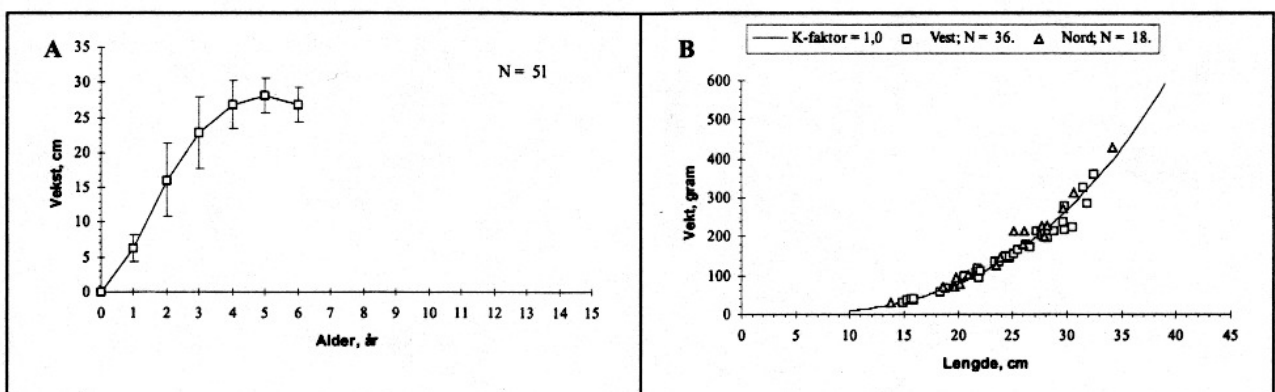 A
35
30
25
20
15
10
5
0
Vekst, cm
N = 51
0 1 2 3 4 5 6 7 8 9 10 11 12 13 14 15
Alder, år
B
K-faktor = 1,0 Vest; N = 36. Nord; N = 18.
600
500
400
300
200
100
0
Vekt, gram
0 5 10 15 20 25 30 35 40 45
Lengde, cm